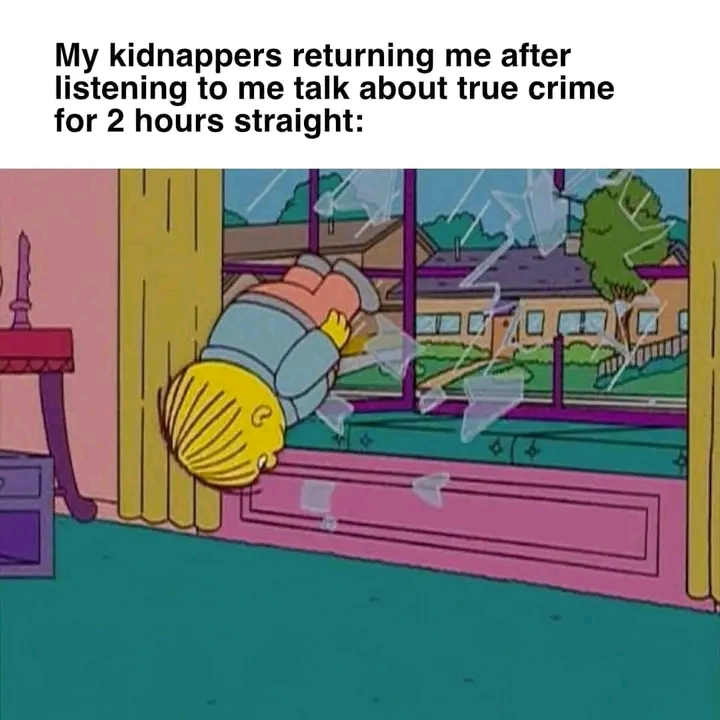 My kidnappers returning me after
listening to me talk about true crime
for 2 hours straight: